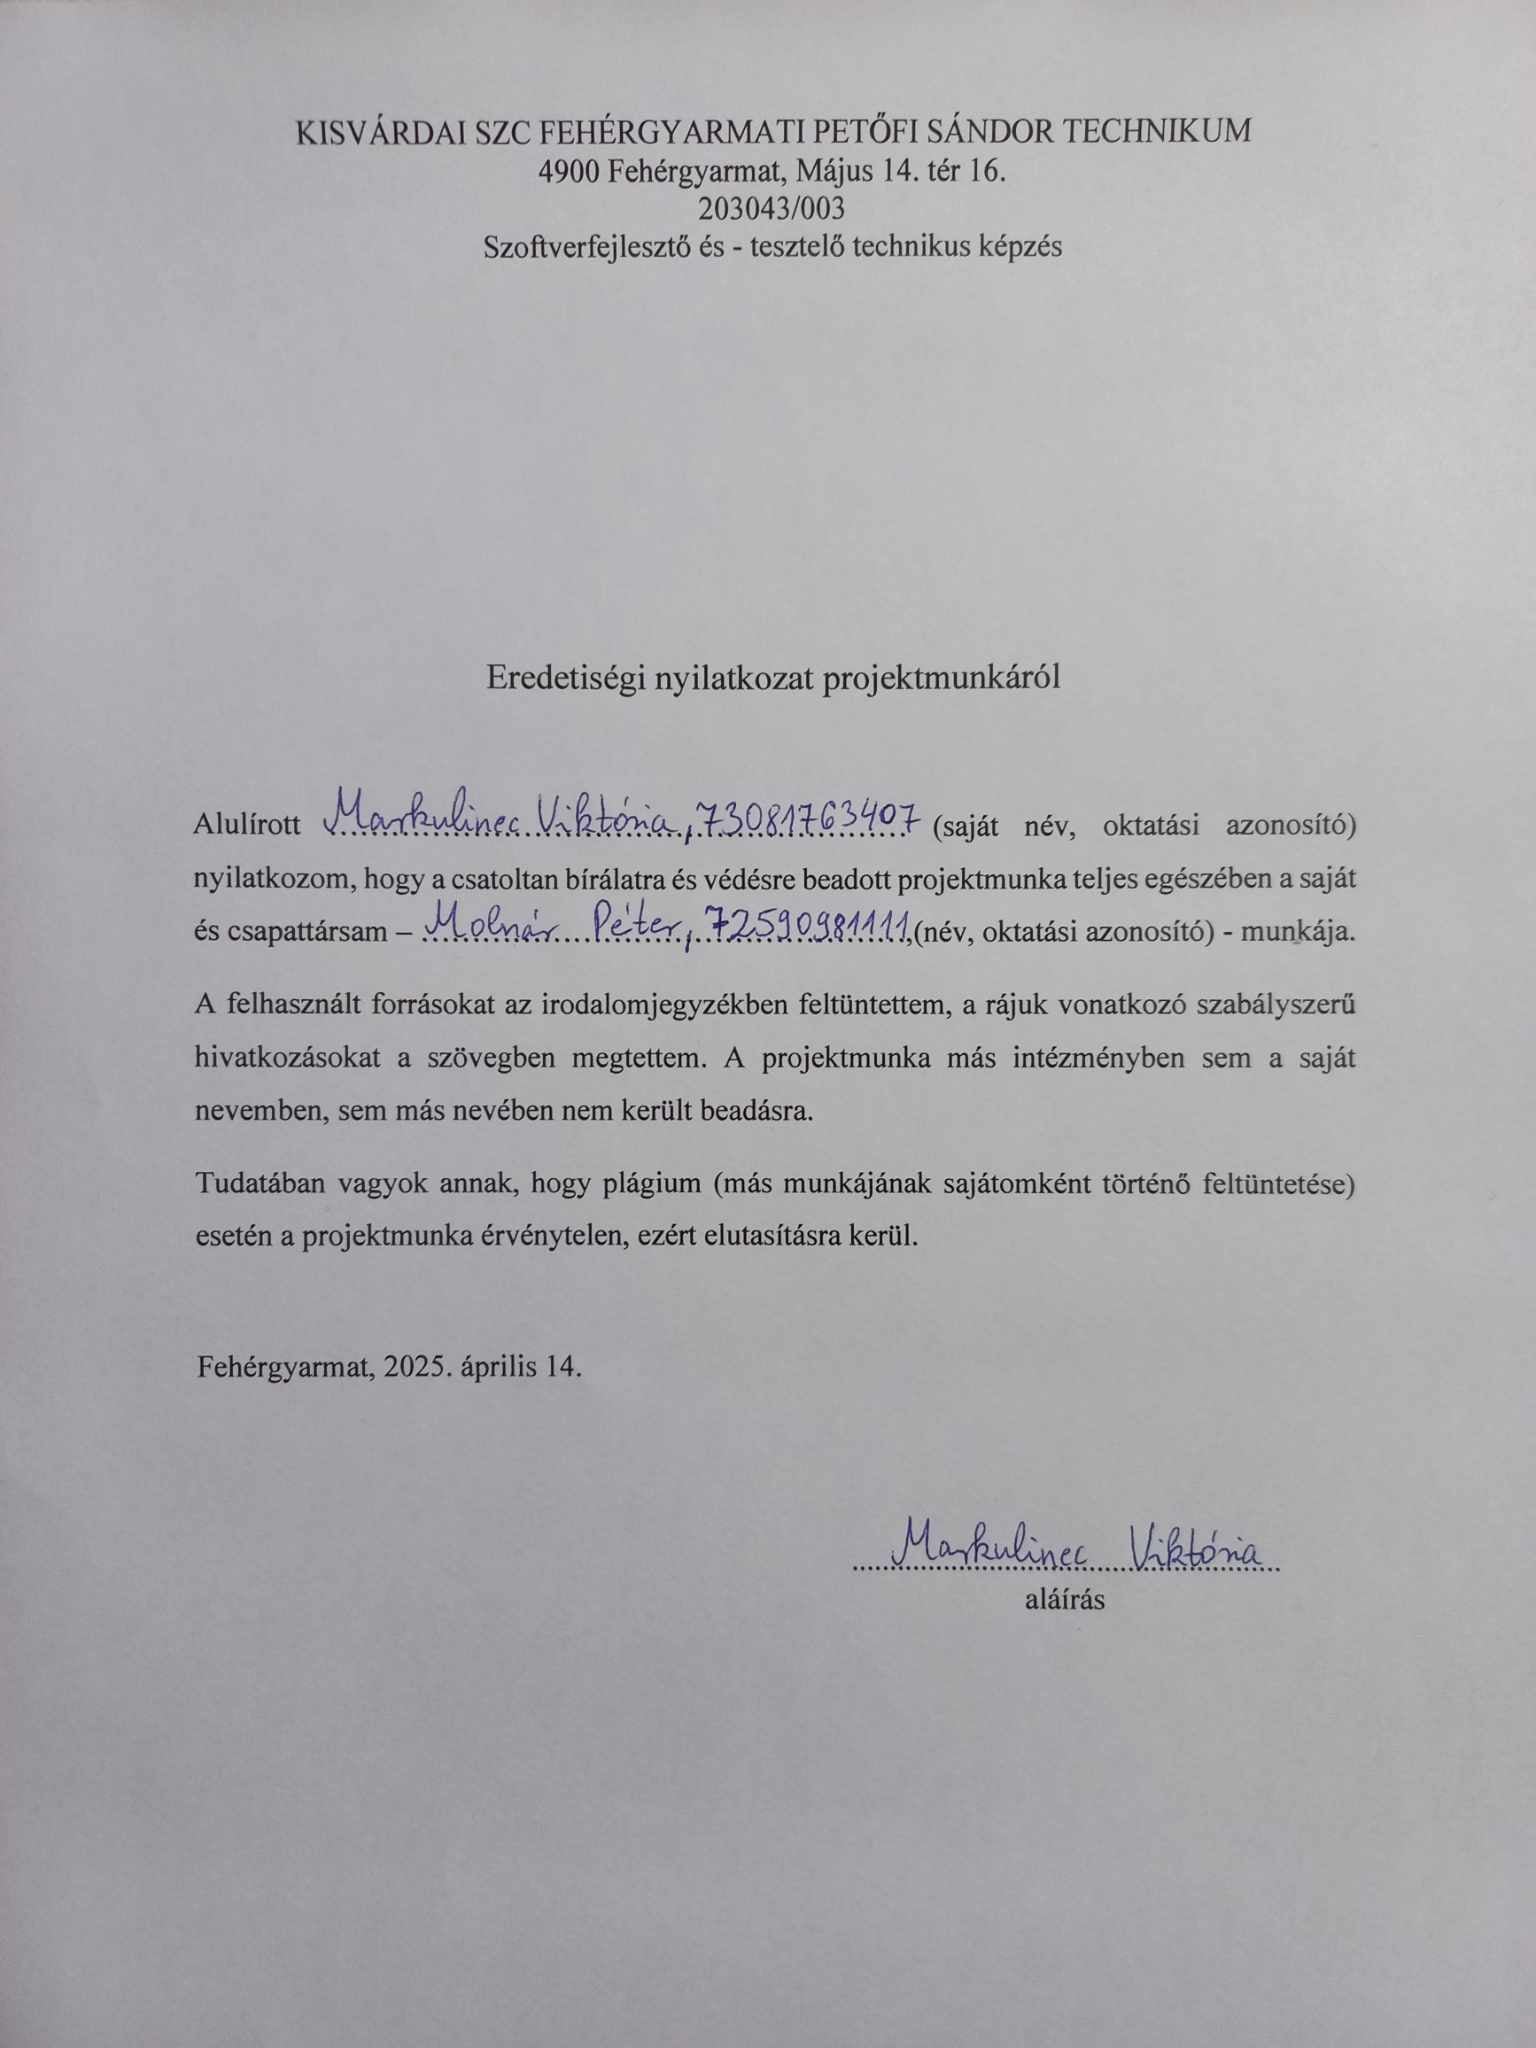 KISVÁRDAI SZC FEHÉRGYARMATI PETŐFI SÁNDOR TECHNIKUM
4900 Fehérgyarmat, Május 14. tér 16.
203043/003
Szoftverfejlesztő és - tesztelő technikus képzés
Eredetiségi nyilatkozat projektmunkáról
Alulírott Markulinec Viktória, 73081763407 (saját név, oktatási azonosító)
nyilatkozom, hogy a csatoltan bírálatra és védésre beadott projektmunka teljes egészében a saját
és csapattársam – Molnár Péter, 72590981111,(név, oktatási azonosító) - munkája.
A felhasznált forrásokat az irodalomjegyzékben feltüntettem, a rájuk vonatkozó szabályszerű
hivatkozásokat a szövegben megtettem. A projektmunka más intézményben sem a saját
nevemben, sem más nevében nem került beadásra.
Tudatában vagyok annak, hogy plágium (más munkájának sajátomként történő feltüntetése)
esetén a projektmunka érvénytelen, ezért elutasításra kerül.
Fehérgyarmat, 2025. április 14.
Markulinec Viktória
aláírás